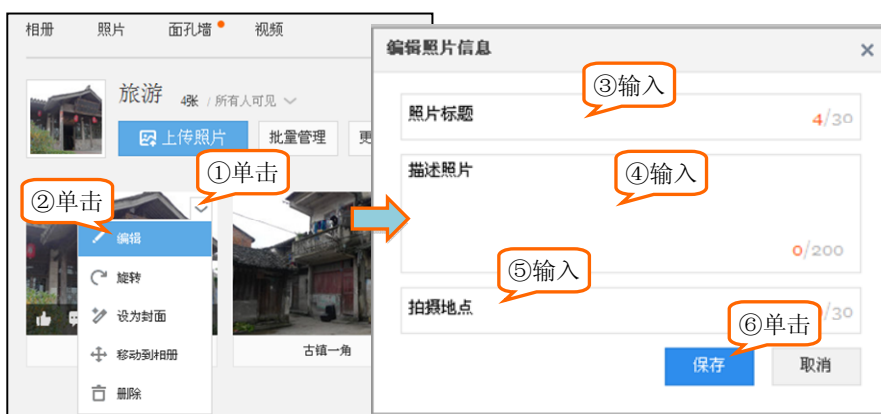 相册 照片 面孔墙 视频
旅游 4张 / 所有人可见
上传照片 批量管理 更
①单击
②单击
编辑
旋转
设为封面
移动到相册
删除
古镇一角
编辑照片信息
③输入
照片标题 4/30
描述照片 ④输入
0/200
⑤输入
拍摄地点 /30
⑥单击
保存 取消